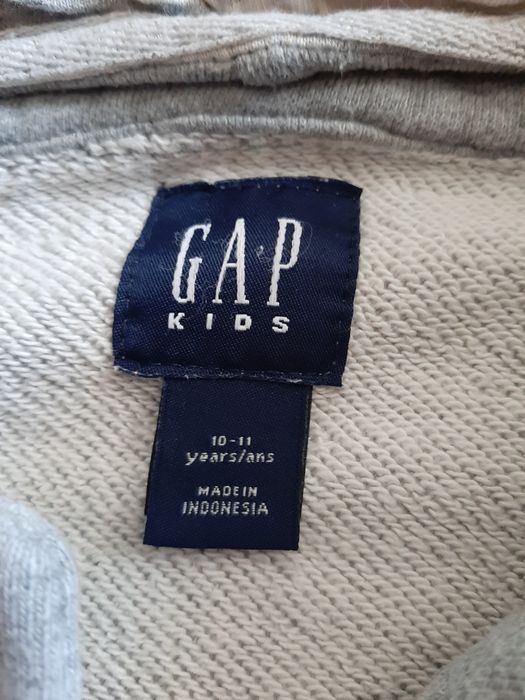 GAP
KIDS
10-11
years/ans
MADE IN
INDONESIA